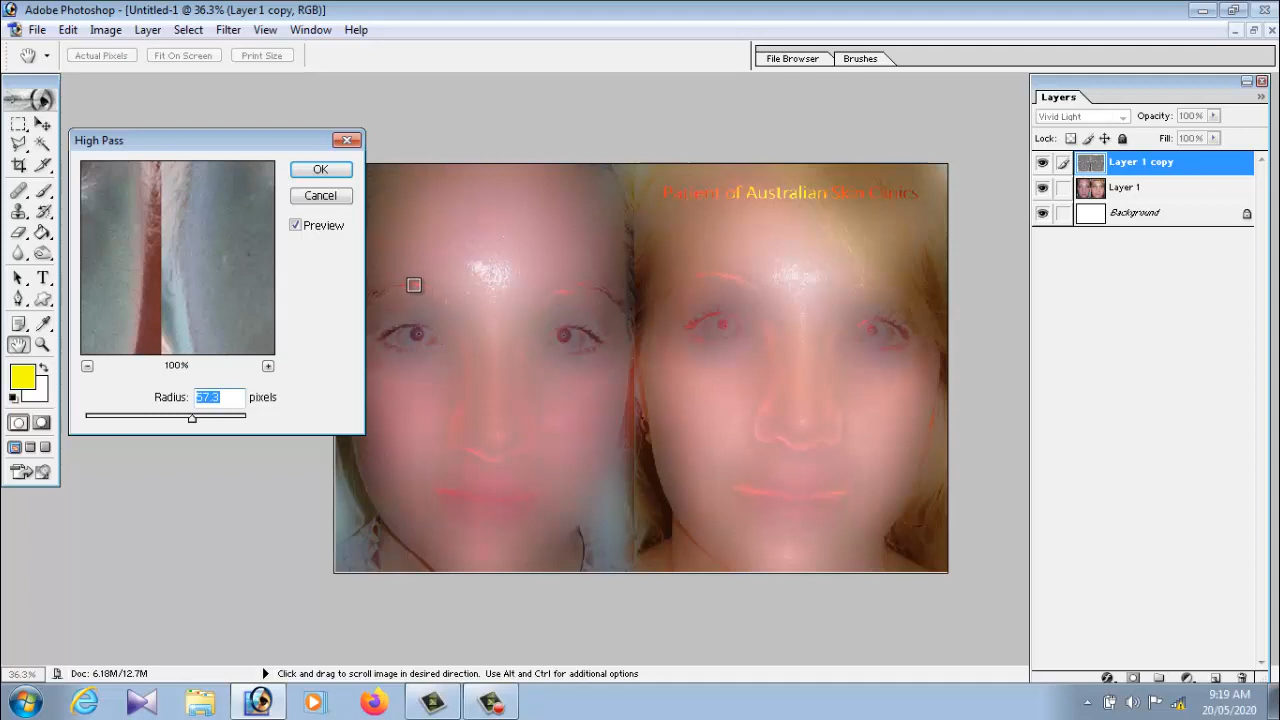 Adobe Photoshop - [Untitled-1 @ 36.3% (Layer 1 copy, RGB)]
File Edit Image Layer Select Filter View Window Help
Actual Pixels Fit On Screen Print Size
File Browser Brushes
Layers
Vivid Light Opacity: 100%
Lock: Fill: 100%
Layer 1 copy
Layer 1
Background
High Pass
OK
Cancel
Preview
100%
Radius: 57.3 pixels
Patient of Australian Skin Clinics
36.3% Doc: 6.18M/12.7M Click and drag to scroll image in desired direction. Use Alt and Ctrl for additional options
9:19 AM
20/05/2020